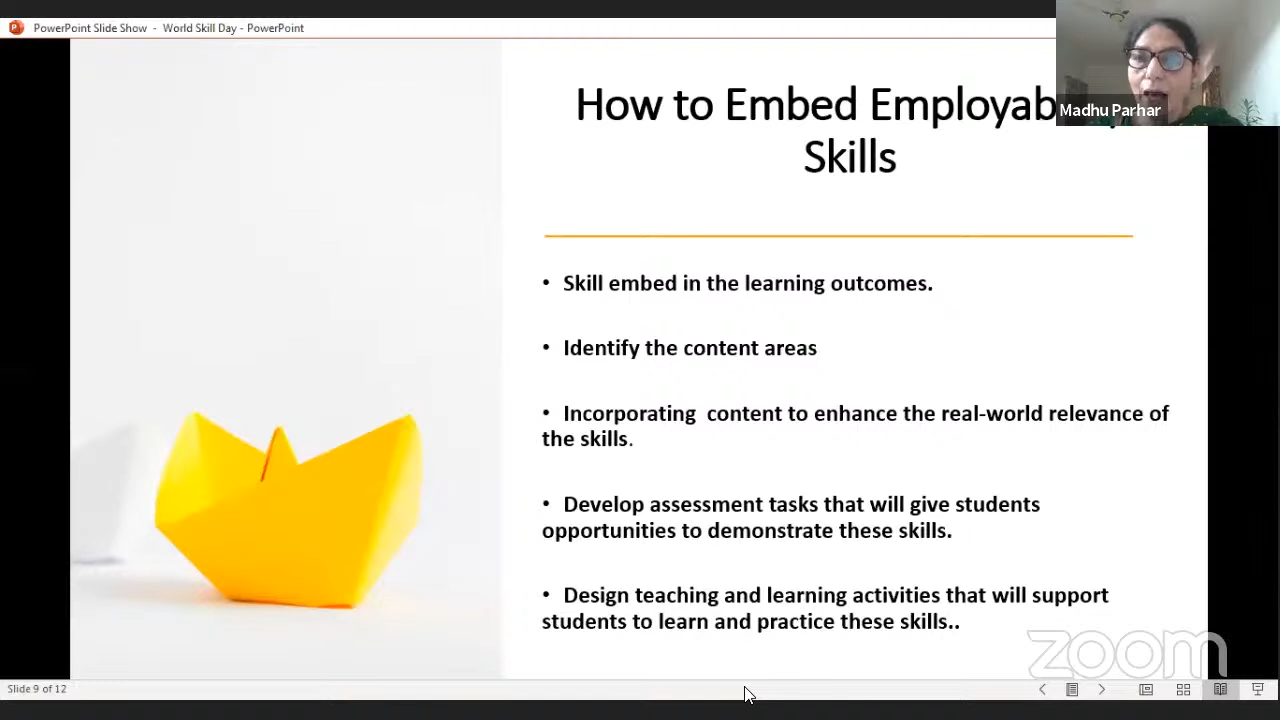 PowerPoint Slide Show - World Skill Day - PowerPoint
Madhu Parhar
How to Embed Employab
Skills
• Skill embed in the learning outcomes.
• Identify the content areas
• Incorporating content to enhance the real-world relevance of
the skills.
• Develop assessment tasks that will give students
opportunities to demonstrate these skills.
• Design teaching and learning activities that will support
students to learn and practice these skills..
zoom
Slide 9 of 12